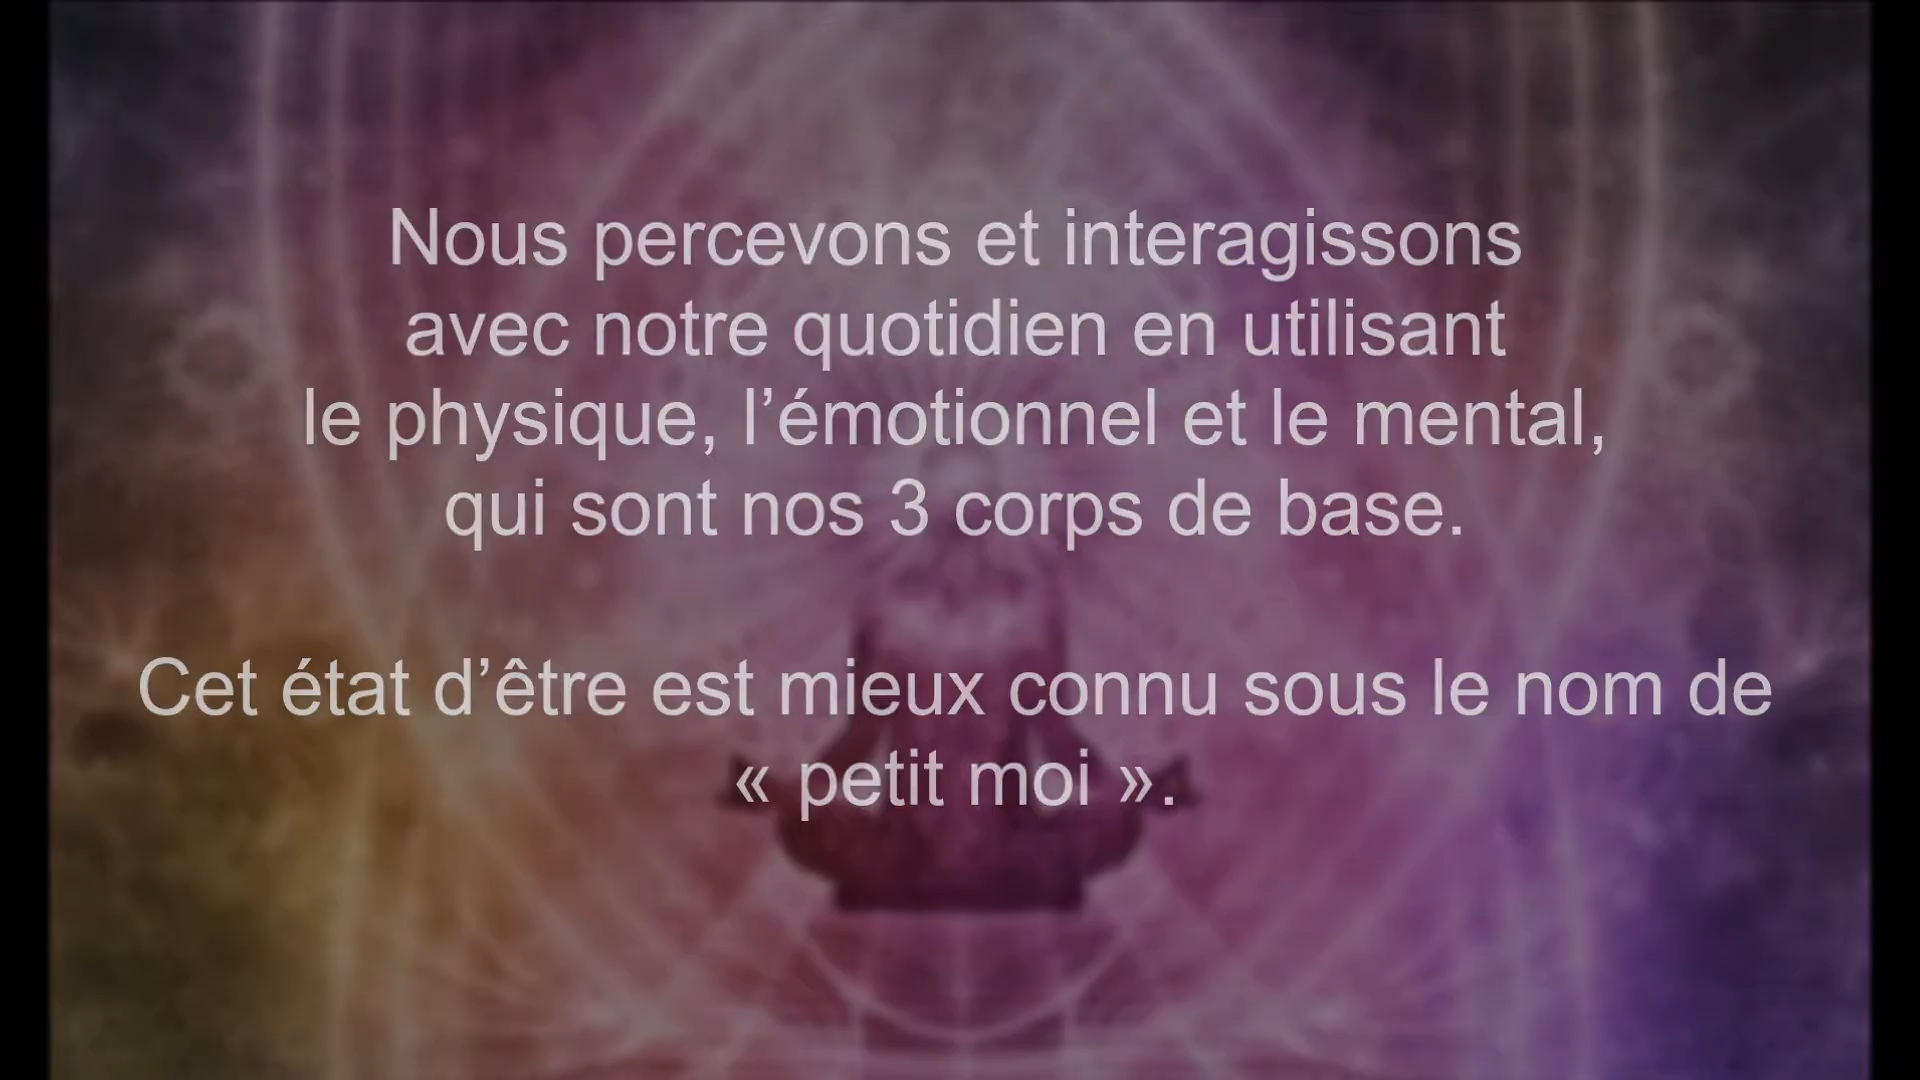 Nous percevons et interagissons
avec notre quotidien en utilisant
le physique, l’émotionnel et le mental,
qui sont nos 3 corps de base.
Cet état d’être est mieux connu sous le nom de
« petit moi ».